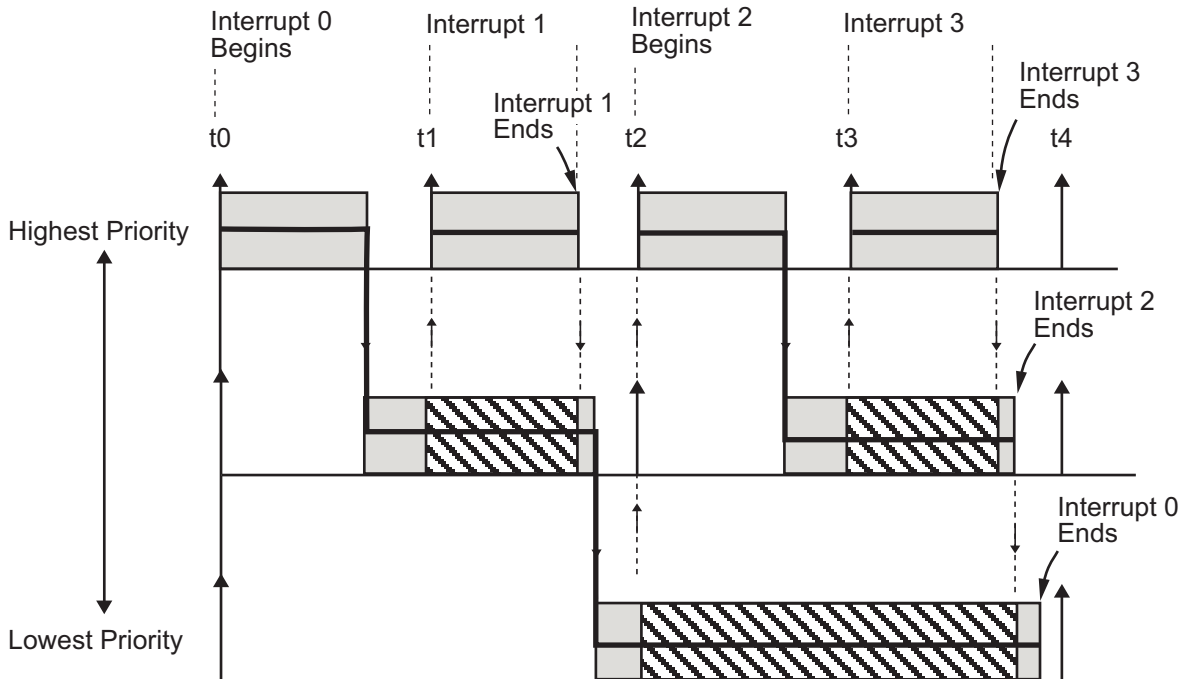 Interrupt 0
Begins
Interrupt 1
Interrupt 2
Begins
Interrupt 3
Interrupt 3
Ends
Interrupt 1
Ends
t0
t1
t2
t3
t4
Highest Priority
Interrupt 2
Ends
Interrupt 0
Ends
Lowest Priority